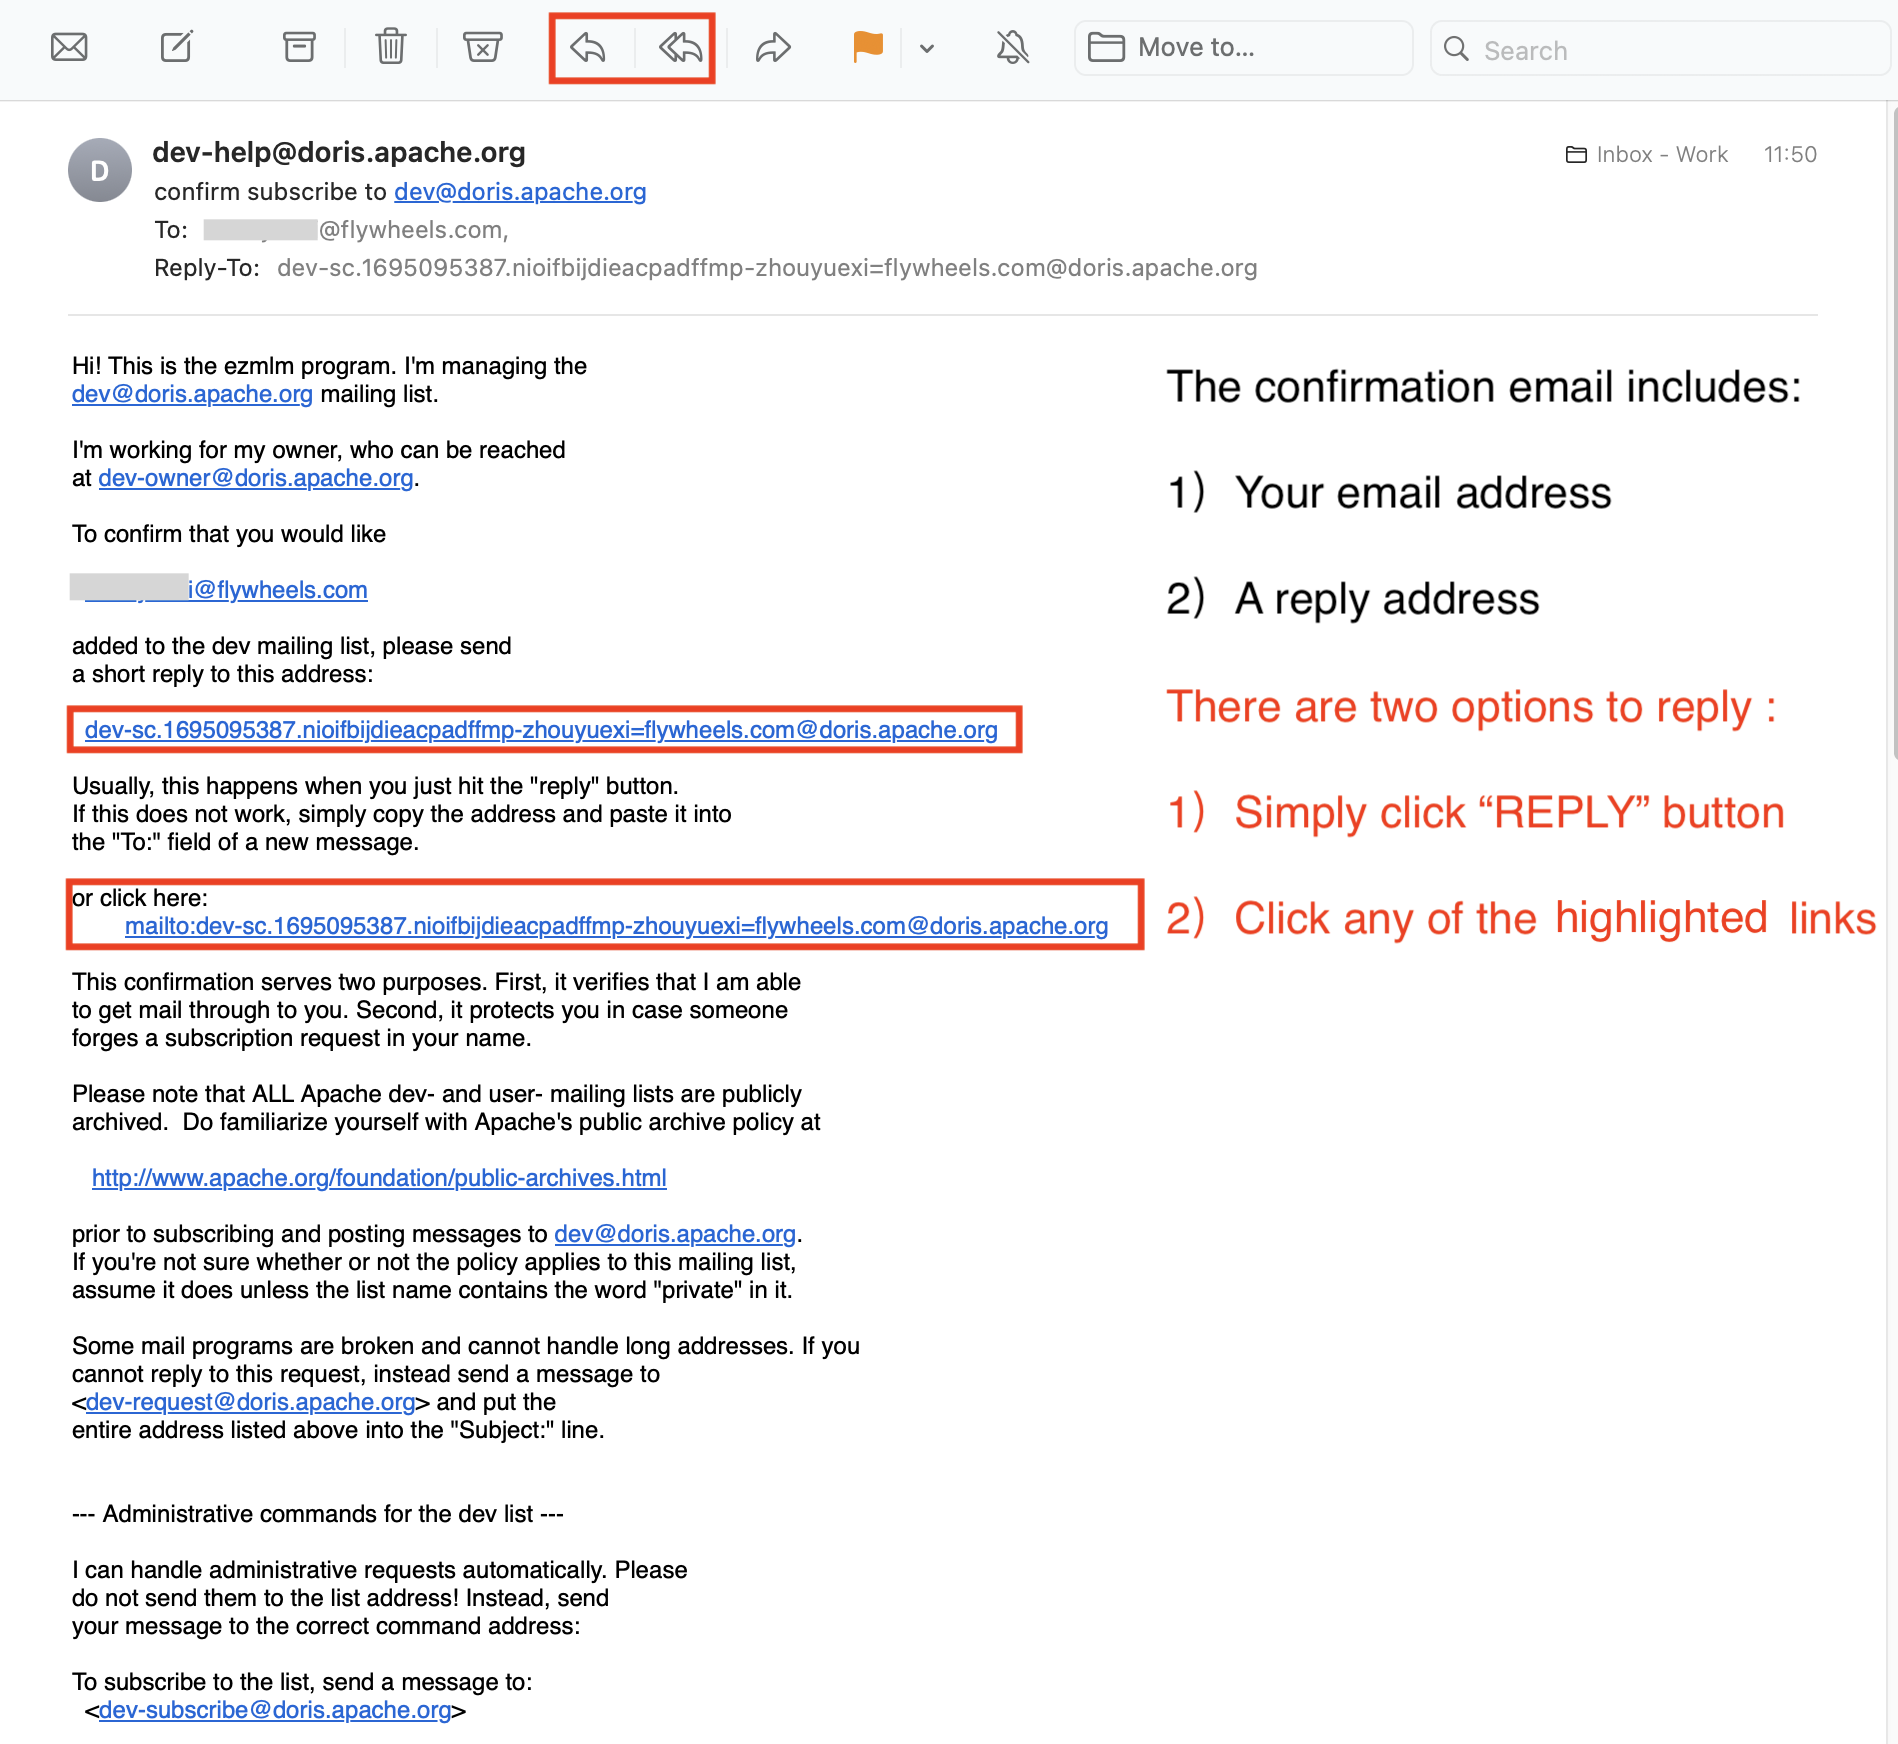 Move to...
Search
D
dev-help@doris.apache.org
Inbox - Work 11:50
confirm subscribe to dev@doris.apache.org
To: @flywheels.com,
Reply-To: dev-sc.1695095387.nioifbijdieacpadffmp-zhouyuexi=flywheels.com@doris.apache.org
Hi! This is the ezmlm program. I'm managing the
dev@doris.apache.org mailing list.
I'm working for my owner, who can be reached
at dev-owner@doris.apache.org.
To confirm that you would like
i@flywheels.com
added to the dev mailing list, please send
a short reply to this address:
dev-sc.1695095387.nioifbijdieacpadffmp-zhouyuexi=flywheels.com@doris.apache.org
Usually, this happens when you just hit the "reply" button.
If this does not work, simply copy the address and paste it into
the "To:" field of a new message.
or click here:
mailto:dev-sc.1695095387.nioifbijdieacpadffmp-zhouyuexi=flywheels.com@doris.apache.org
This confirmation serves two purposes. First, it verifies that I am able
to get mail through to you. Second, it protects you in case someone
forges a subscription request in your name.
Please note that ALL Apache dev- and user- mailing lists are publicly
archived.  Do familiarize yourself with Apache's public archive policy at
http://www.apache.org/foundation/public-archives.html
prior to subscribing and posting messages to dev@doris.apache.org.
If you're not sure whether or not the policy applies to this mailing list,
assume it does unless the list name contains the word "private" in it.
Some mail programs are broken and cannot handle long addresses. If you
cannot reply to this request, instead send a message to
<dev-request@doris.apache.org> and put the
entire address listed above into the "Subject:" line.
--- Administrative commands for the dev list ---
I can handle administrative requests automatically. Please
do not send them to the list address! Instead, send
your message to the correct command address:
To subscribe to the list, send a message to:
<dev-subscribe@doris.apache.org>
The confirmation email includes:
1) Your email address
2) A reply address
There are two options to reply :
1) Simply click “REPLY” button
2) Click any of the highlighted links